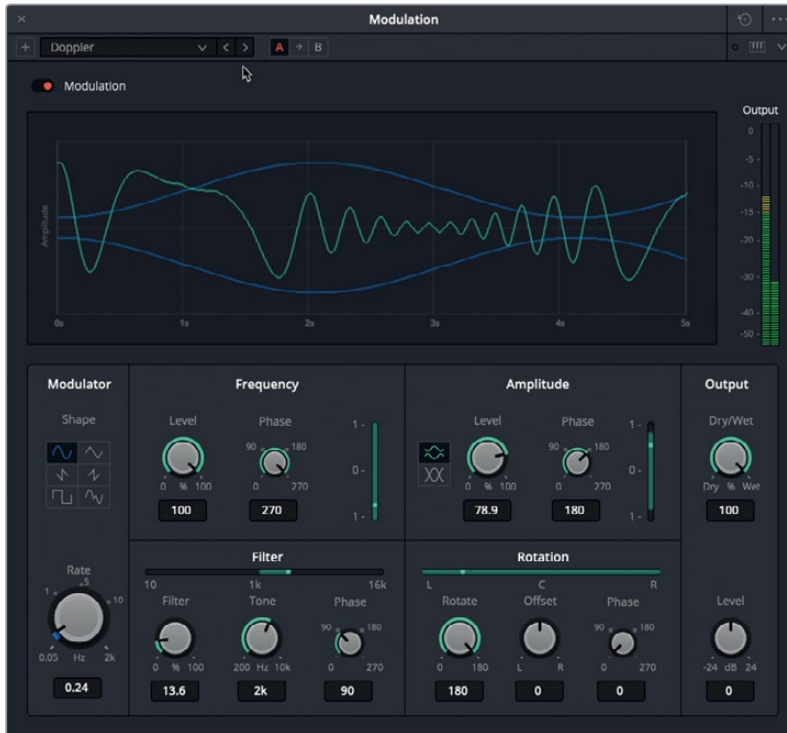 Modulation
Doppler
A B
Modulation
Output
0
-5
-10
-15
-20
-30
-40
-50
Amplitude
0s 1s 2s 3s 4s 5s
Modulator
Shape
Rate
1 5 10
0.05 Hz 2k
0.24
Frequency
Level Phase
90 180
0 % 100
0 270
100 270
1
0
1
Amplitude
Level Phase
90 180
0 % 100
0 270
78.9 180
1
0
1
Output
Dry/Wet
Dry % Wet
100
Filter
10 1k 16k
Filter Tone Phase
90 180
0 % 100
200 Hz 10k
0 270
13.6 2k 90
Rotation
L C R
Rotate Offset Phase
90 180
0 180
L R
0 270
180 0 0
Level
-24 dB 24
0